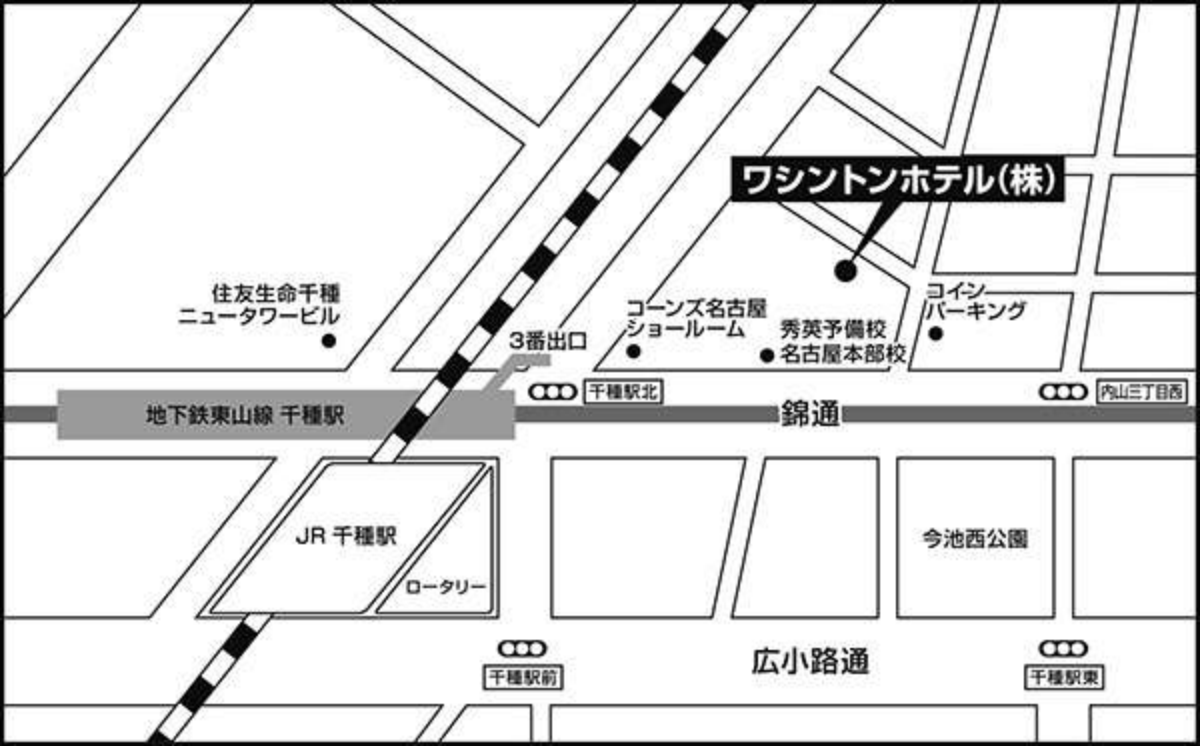 ワシントンホテル(株)
住友生命千種
ニュータワービル
コーンズ名古屋
ショールーム
秀英予備校
名古屋本部校
コイン
パーキング
3番出口
千種駅北
内山三丁目西
地下鉄東山線 千種駅
錦通
JR 千種駅
ロータリー
今池西公園
千種駅前
広小路通
千種駅東